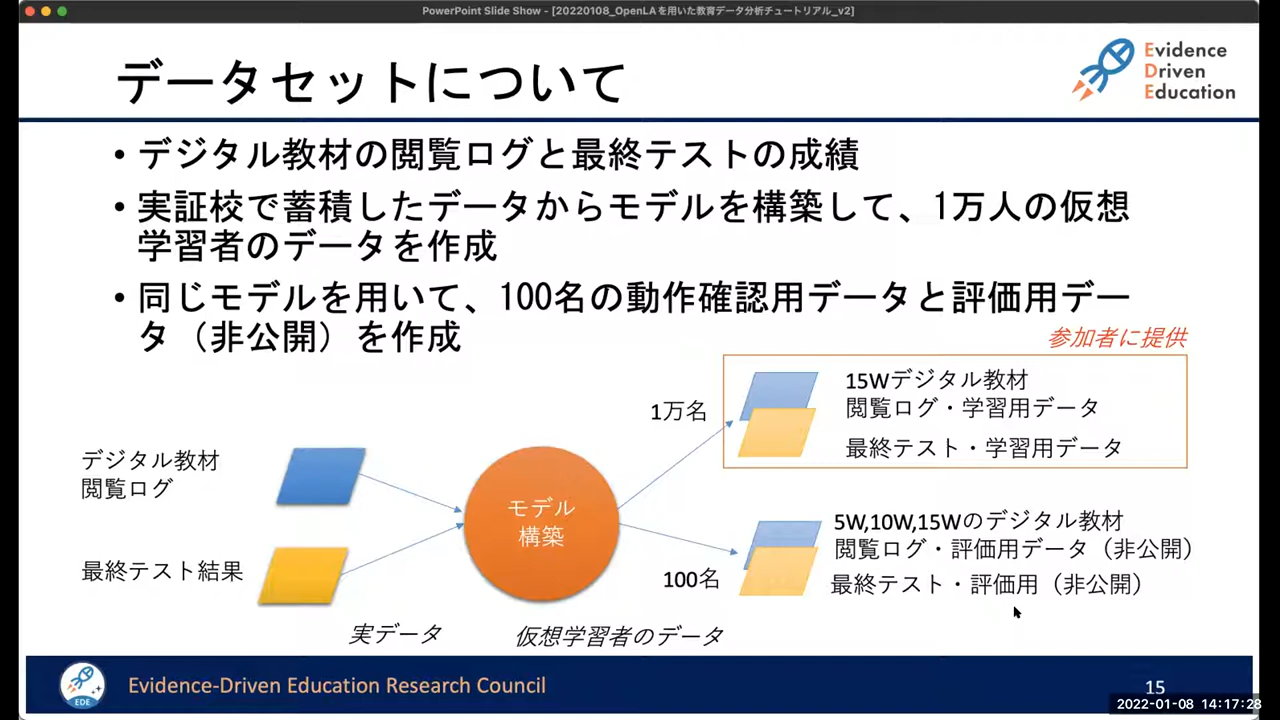 PowerPoint Slide Show - [20220108_OpenLAを用いた教育データ分析チュートリアル_v2]
データセットについて
Evidence
Driven
Education
• デジタル教材の閲覧ログと最終テストの成績
• 実証校で蓄積したデータからモデルを構築して、1万人の仮想
学習者のデータを作成
• 同じモデルを用いて、100名の動作確認用データと評価用デー
タ（非公開）を作成
参加者に提供
1万名
15Wデジタル教材
閲覧ログ・学習用データ
最終テスト・学習用データ
デジタル教材
閲覧ログ
モデル
構築
最終テスト結果
100名
5W,10W,15Wのデジタル教材
閲覧ログ・評価用データ（非公開）
最終テスト・評価用（非公開）
実データ
仮想学習者のデータ
EDE
Evidence-Driven Education Research Council
15
2022-01-08 14:17:28